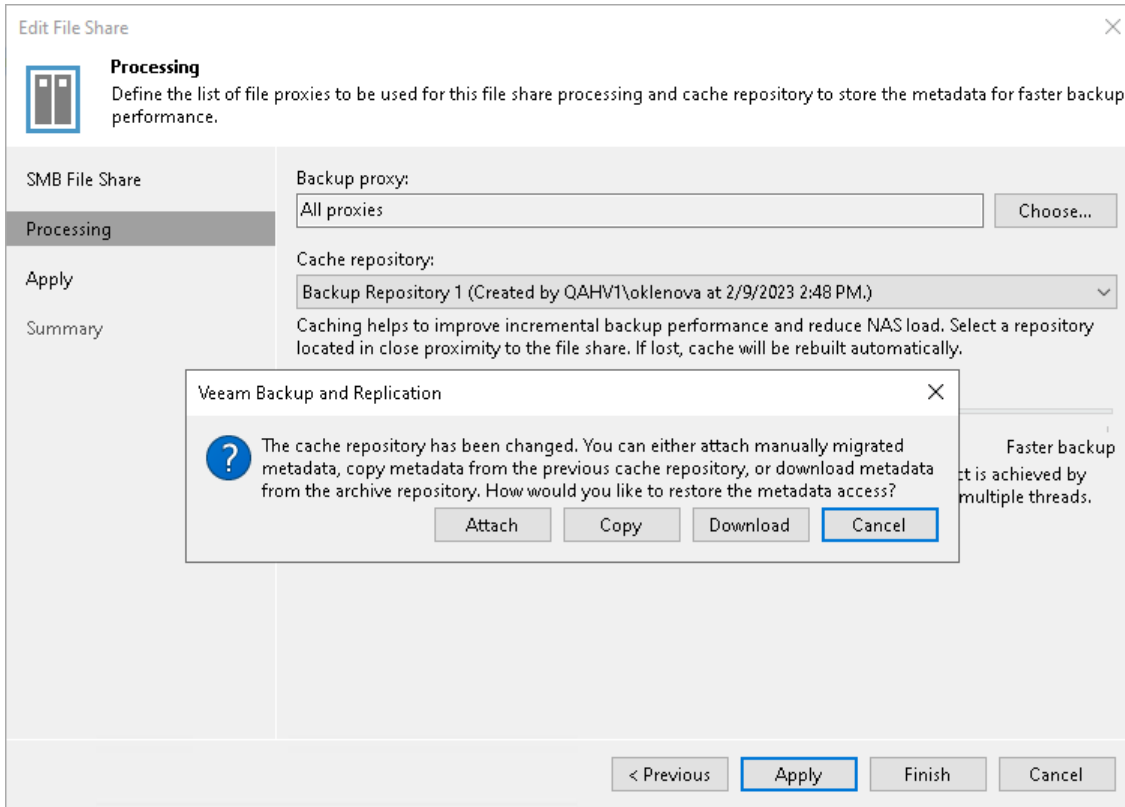 Edit File Share
Processing
Define the list of file proxies to be used for this file share processing and cache repository to store the metadata for faster backup
performance.
SMB File Share
Processing
Apply
Summary
Backup proxy:
All proxies
Choose...
Cache repository:
Backup Repository 1 (Created by QAHV1\oklenova at 2/9/2023 2:48 PM.)
Caching helps to improve incremental backup performance and reduce NAS load. Select a repository
located in close proximity to the file share. If lost, cache will be rebuilt automatically.
Faster backup
ct is achieved by
multiple threads.
Veeam Backup and Replication
The cache repository has been changed. You can either attach manually migrated
metadata, copy metadata from the previous cache repository, or download metadata
from the archive repository. How would you like to restore the metadata access?
Attach
Copy
Download
Cancel
< Previous
Apply
Finish
Cancel